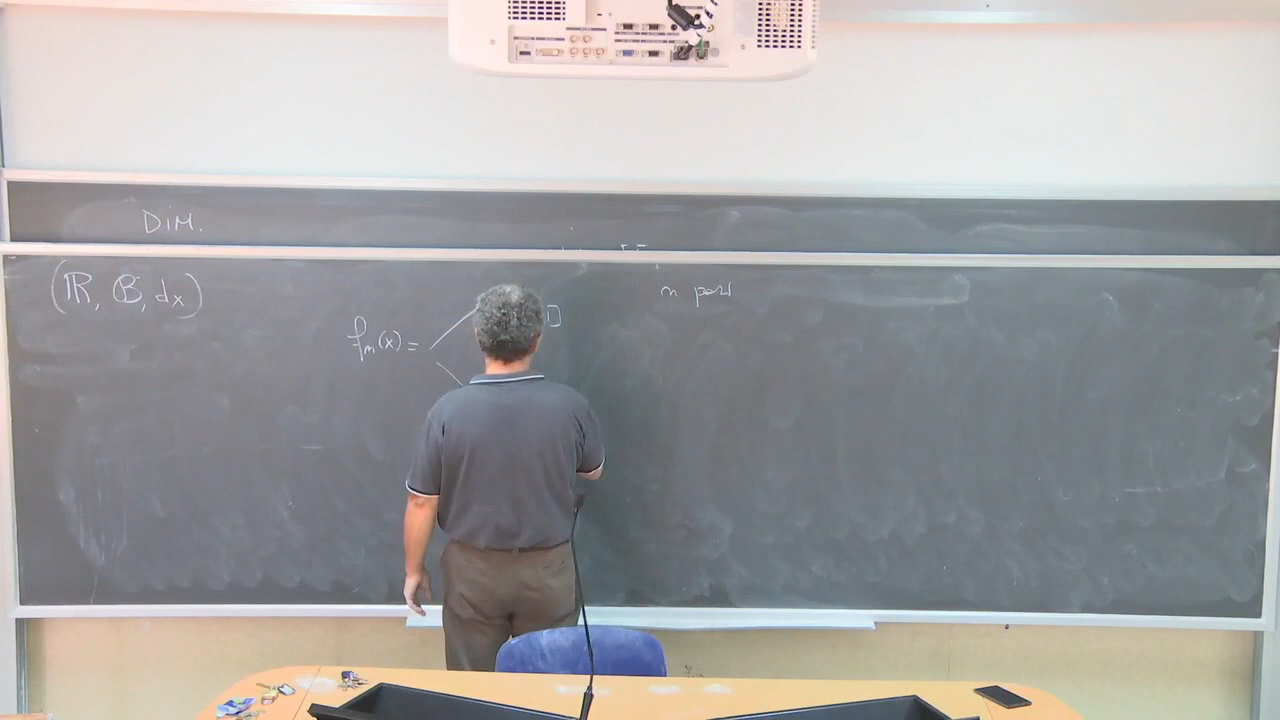 DIM.
(ℝ, ℬ, dx)
n pari
fₙ(x) =
]